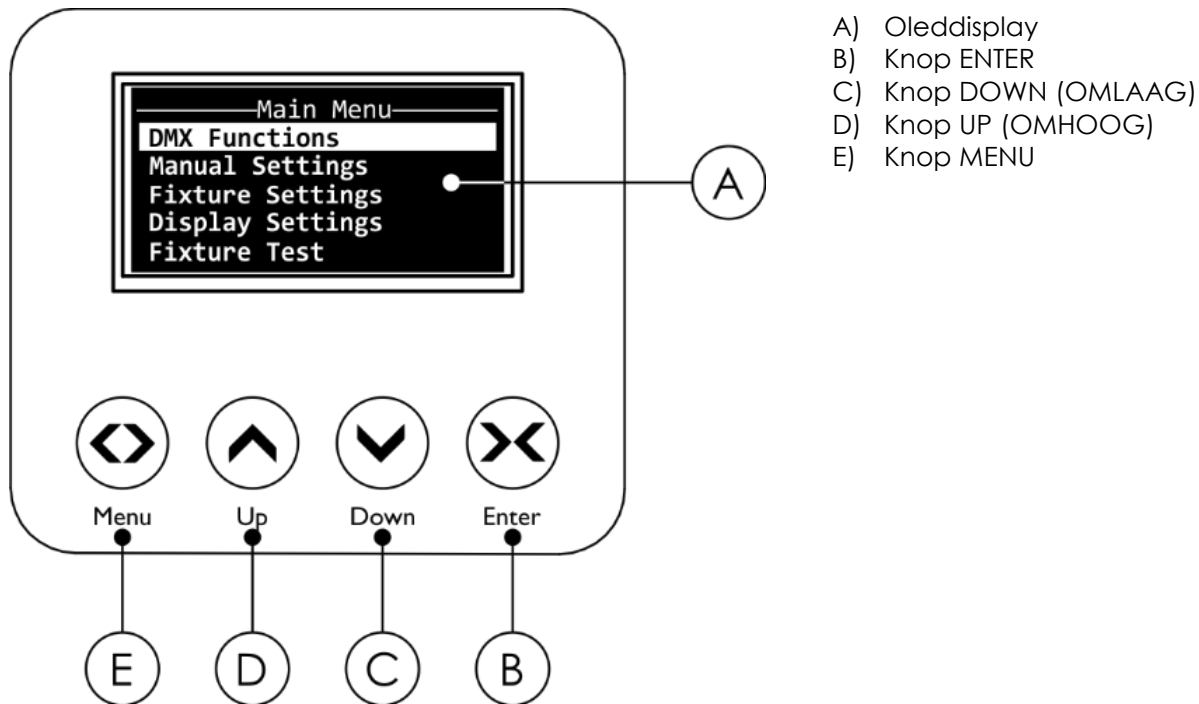 Main Menu
DMX Functions
Manual Settings
Fixture Settings
Display Settings
Fixture Test
Menu
Up
Down
Enter
A
E
D
C
B
A) Oleddisplay
B) Knop ENTER
C) Knop DOWN (OMLAAG)
D) Knop UP (OMHOOG)
E) Knop MENU